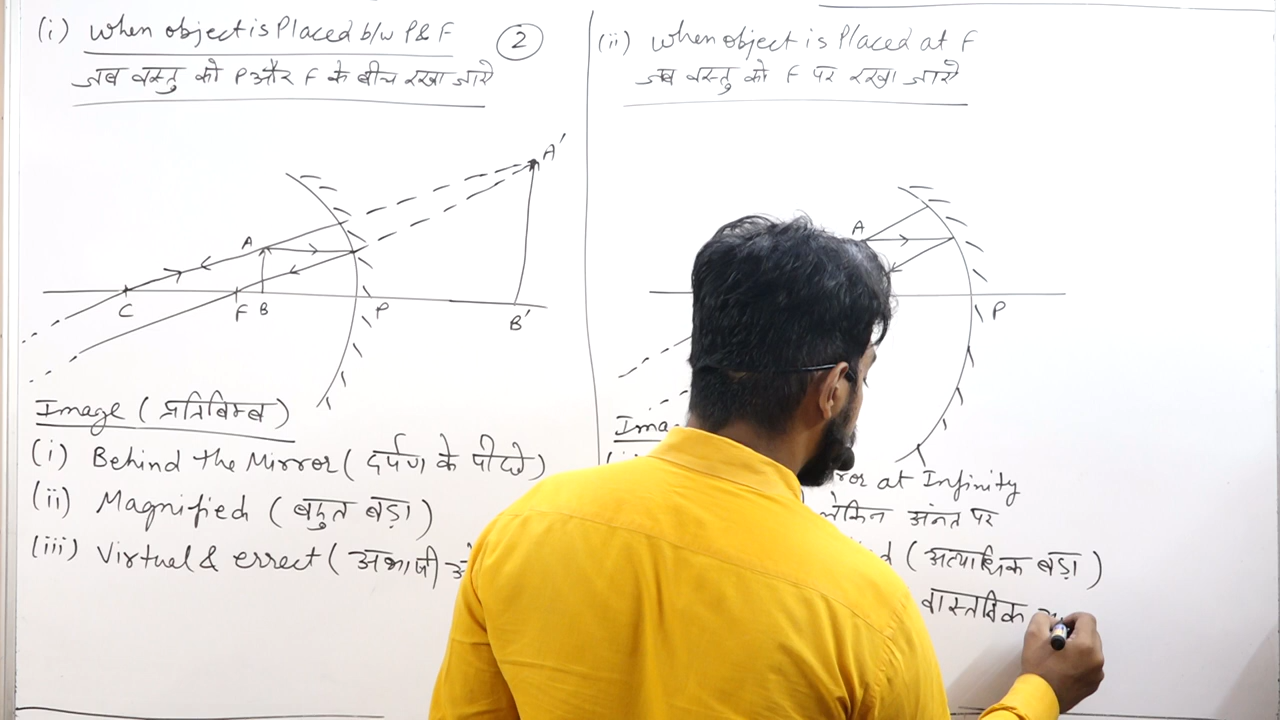 (i) when object is Placed b/w P & F
(2)
जब वस्तु को P और F के बीच रखा जाये
A'
A
C
F B
P
B'
Image (प्रतिबिम्ब)
(i) Behind the Mirror (दर्पण के पीछे)
(ii) Magnified (बहुत बड़ा)
(iii) Virtual & errect (अभाषी
(ii) when object is Placed at F
जब वस्तु को F पर रखा जाये
A
P
Ima
ror at Infinity
लेकिन अंनत पर
d (अत्याधिक बड़ा)
वास्तविक